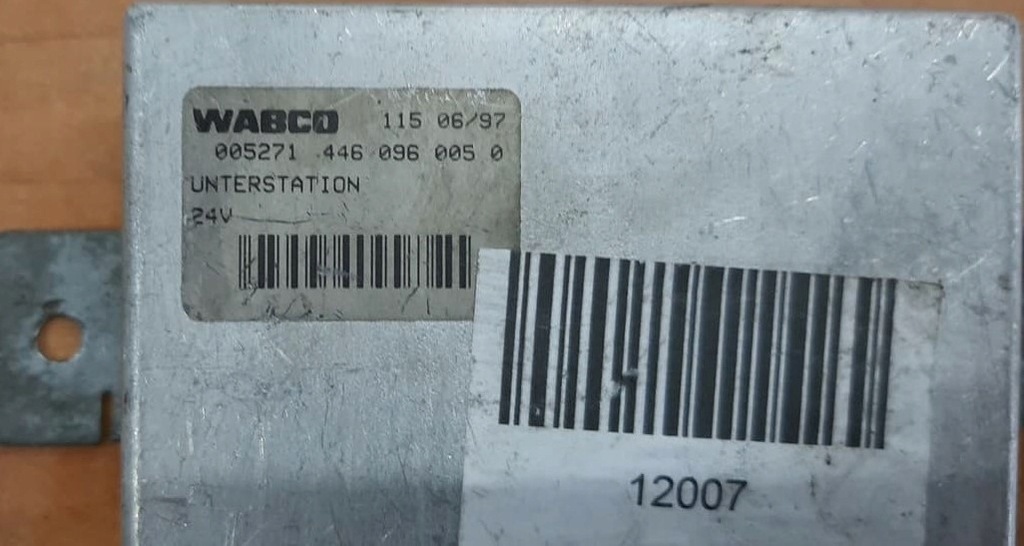 WABCO 115 06/97
005271 446 096 005 0
UNTERSTATION
24V
12007